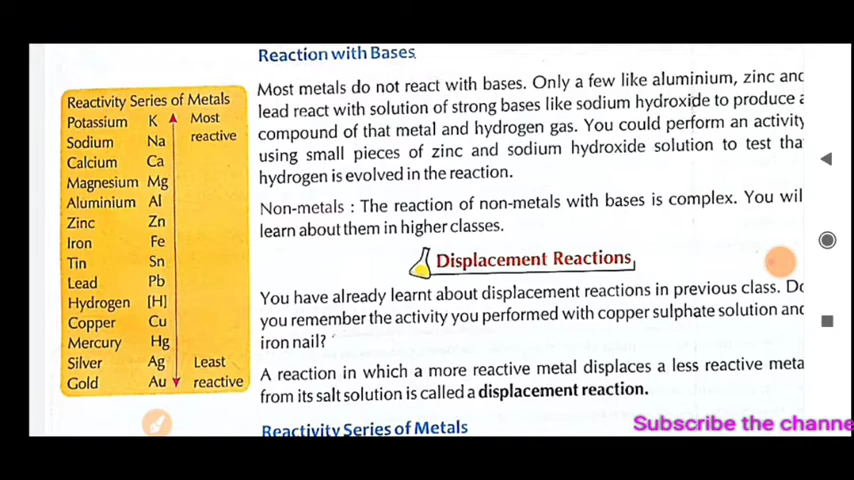 Reaction with Bases
Most metals do not react with bases. Only a few like aluminium, zinc and
lead react with solution of strong bases like sodium hydroxide to produce a
compound of that metal and hydrogen gas. You could perform an activity
using small pieces of zinc and sodium hydroxide solution to test tha
hydrogen is evolved in the reaction.
Non-metals : The reaction of non-metals with bases is complex. You wil
learn about them in higher classes.
Displacement Reactions
You have already learnt about displacement reactions in previous class. Do
you remember the activity you performed with copper sulphate solution and
iron nail?
A reaction in which a more reactive metal displaces a less reactive meta
from its salt solution is called a displacement reaction.
Reactivity Series of Metals
Reactivity Series of Metals
Potassium K Most
reactive
Sodium Na
Calcium Ca
Magnesium Mg
Aluminium Al
Zinc Zn
Iron Fe
Tin Sn
Lead Pb
Hydrogen [H]
Copper Cu
Mercury Hg
Silver Ag Least
Gold Au reactive
Subscribe the channe